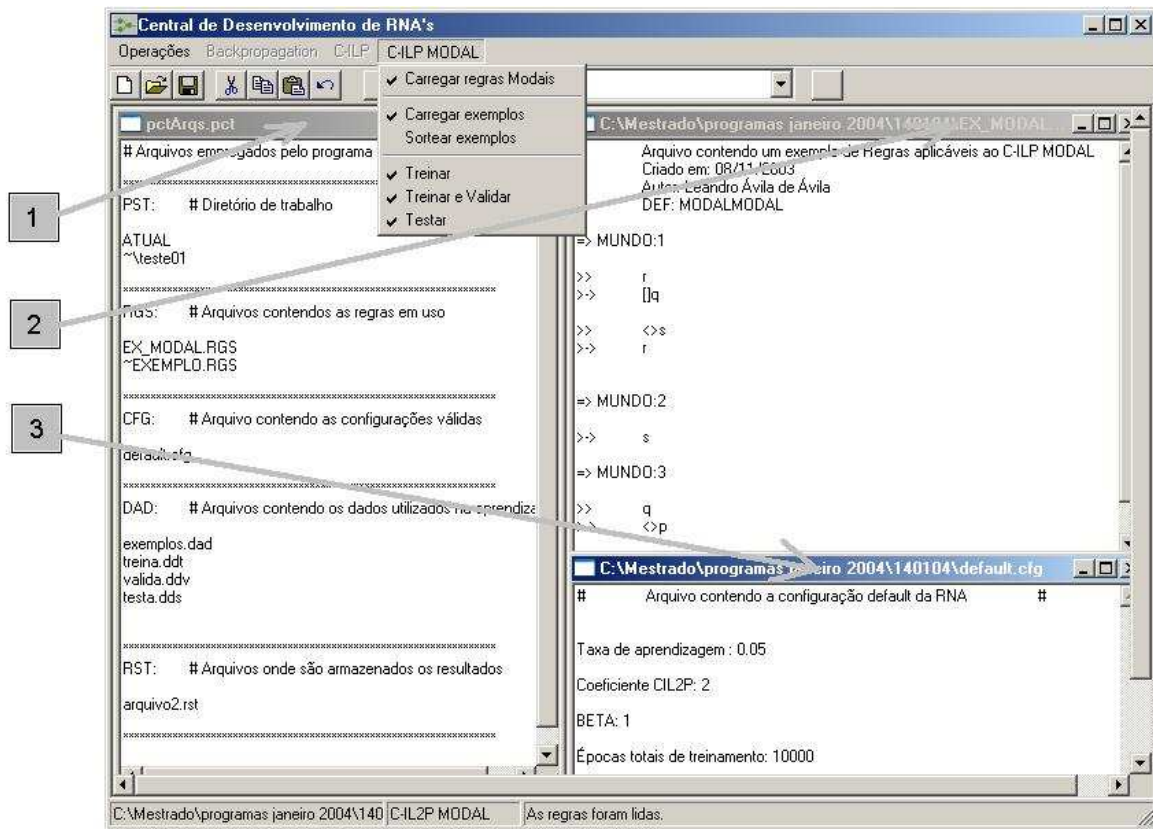 Central de Desenvolvimento de RNA's
Operações Backpropagation C-ILP C-ILP MODAL
Carregar regras Modais
Carregar exemplos
Sortear exemplos
Treinar
Treinar e Validar
Testar
1
2
3
pctArqs.pct
# Arquivos empregados pelo programa
PST: # Diretório de trabalho
ATUAL
~\teste01
RGS: # Arquivos contendos as regras em uso
EX_MODAL.RGS
~EXEMPLO.RGS
CFG: # Arquivo contendo as configurações válidas
default.cfg
DAD: # Arquivos contendo os dados utilizados na aprendiza
exemplos.dad
treina.ddt
valida.ddv
testa.dds
RST: # Arquivos onde são armazenados os resultados
arquivo2.rst
C:\Mestrado\programas janeiro 2004\140104\EX_MODAL...
Arquivo contendo um exemplo de Regras aplicáveis ao C-ILP MODAL
Criado em: 08/11/2003
Autor: Leandro Ávila de Ávila
DEF: MODALMODAL
=> MUNDO:1
>> r
>-> []q
>> <>s
>-> r
=> MUNDO:2
>-> s
=> MUNDO:3
>> q
<>p
C:\Mestrado\programas janeiro 2004\140104\default.cfg
# Arquivo contendo a configuração default da RNA #
Taxa de aprendizagem : 0.05
Coeficiente CIL2P: 2
BETA: 1
Épocas totais de treinamento: 10000
C:\Mestrado\programas janeiro 2004\140 C-IL2P MODAL As regras foram lidas.